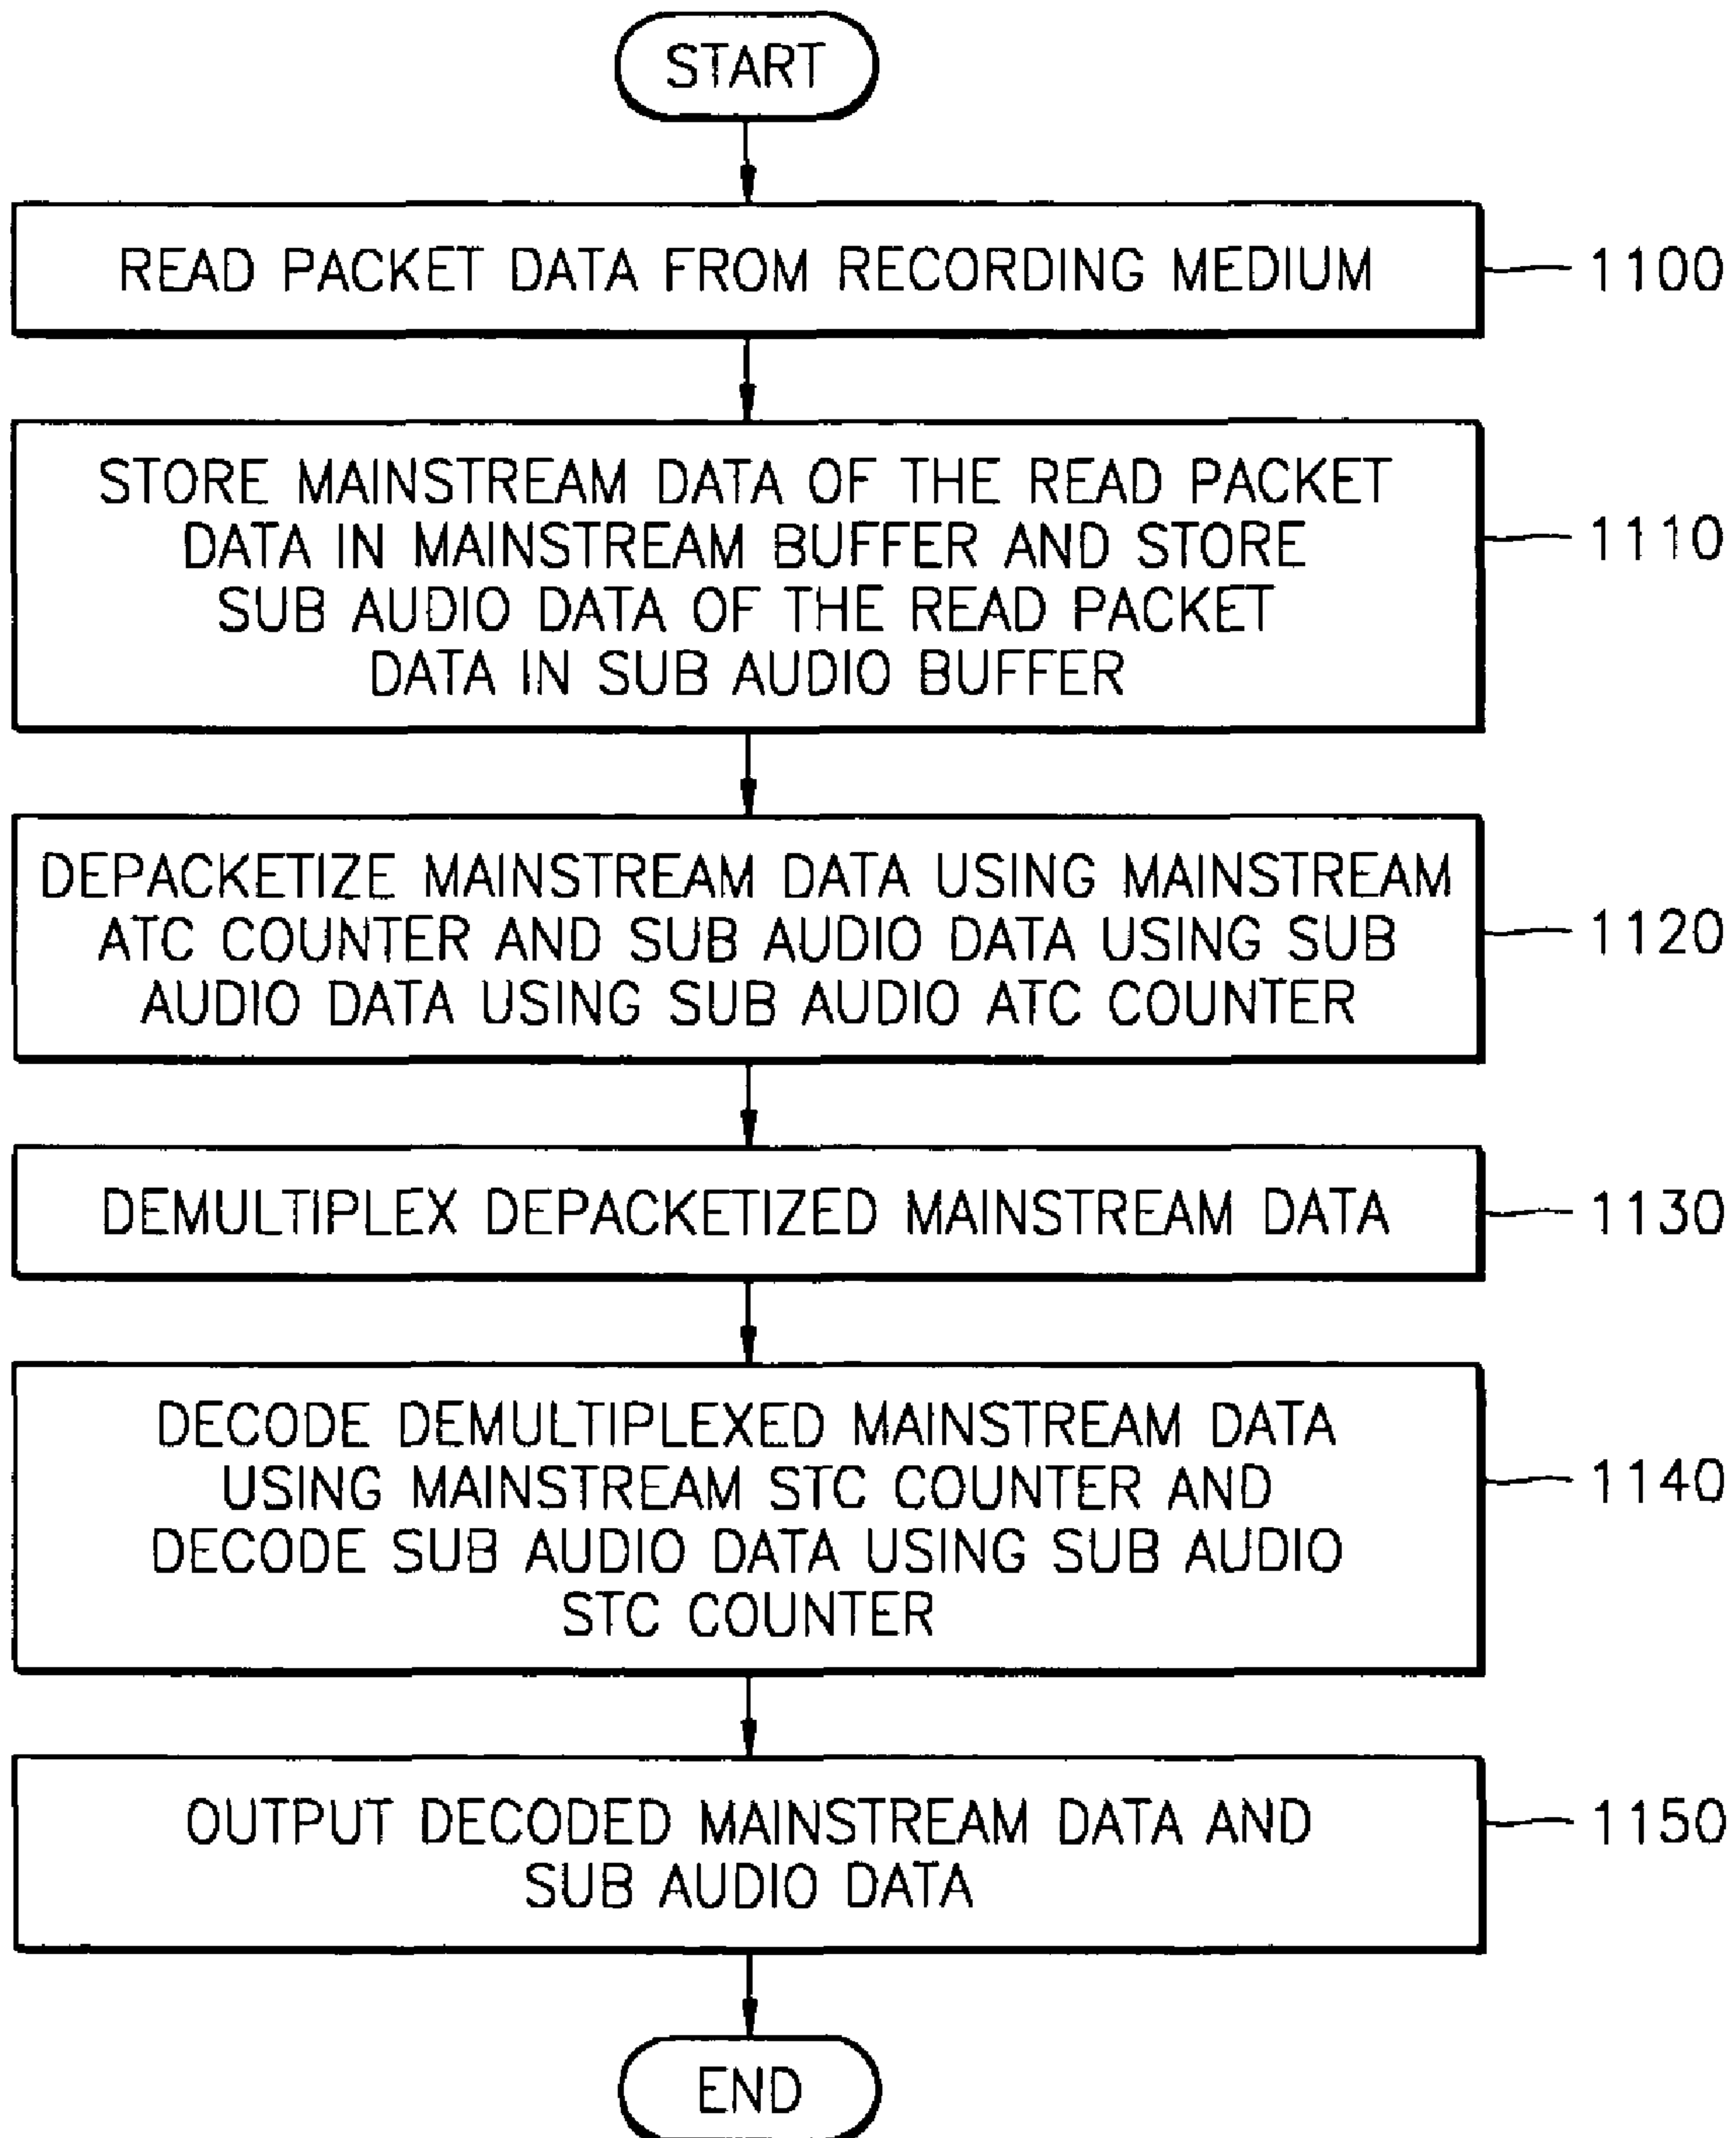 START
READ PACKET DATA FROM RECORDING MEDIUM
1100
STORE MAINSTREAM DATA OF THE READ PACKET
DATA IN MAINSTREAM BUFFER AND STORE
SUB AUDIO DATA OF THE READ PACKET
DATA IN SUB AUDIO BUFFER
1110
DEPACKETIZE MAINSTREAM DATA USING MAINSTREAM
ATC COUNTER AND SUB AUDIO DATA USING SUB
AUDIO DATA USING SUB AUDIO ATC COUNTER
1120
DEMULTIPLEX DEPACKETIZED MAINSTREAM DATA
1130
DECODE DEMULTIPLEXED MAINSTREAM DATA
USING MAINSTREAM STC COUNTER AND
DECODE SUB AUDIO DATA USING SUB AUDIO
STC COUNTER
1140
OUTPUT DECODED MAINSTREAM DATA AND
SUB AUDIO DATA
1150
END